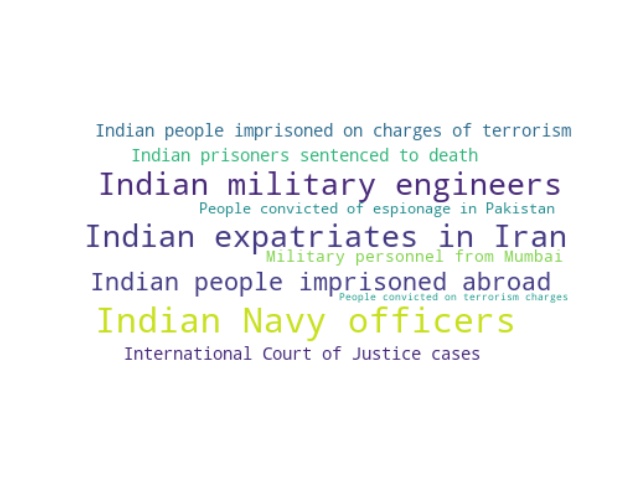 Indian people imprisoned on charges of terrorism
Indian prisoners sentenced to death
Indian military engineers
People convicted of espionage in Pakistan
Indian expatriates in Iran
Military personnel from Mumbai
Indian people imprisoned abroad
People convicted on terrorism charges
Indian Navy officers
International Court of Justice cases